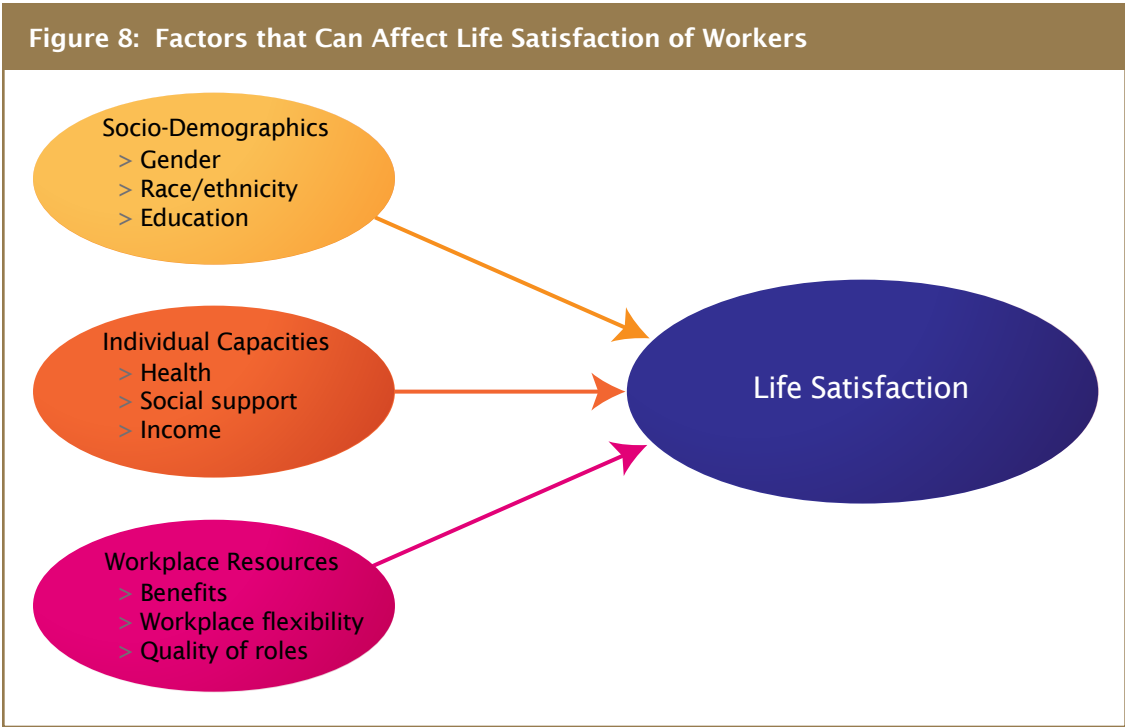 Figure 8: Factors that Can Affect Life Satisfaction of Workers
Socio-Demographics
> Gender
> Race/ethnicity
> Education
Individual Capacities
> Health
> Social support
> Income
Life Satisfaction
Workplace Resources
> Benefits
> Workplace flexibility
> Quality of roles